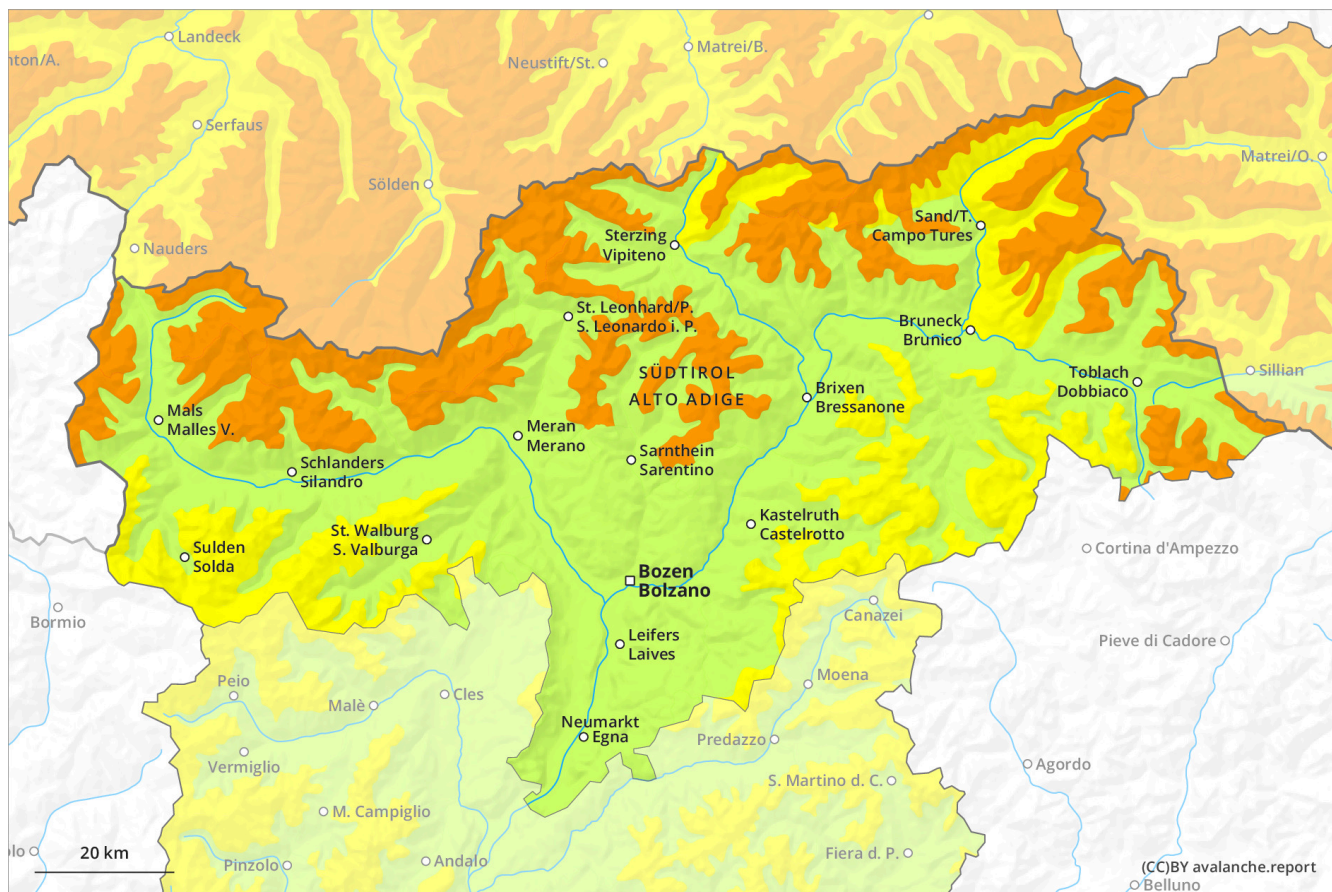 Landeck
nton/A.
Matrei/B.
Neustift/St.
Serfaus
Matrei/O.
Sölden
Sand/T.
Campo Tures
Sterzing
Vipiteno
Nauders
St. Leonhard/P.
S. Leonardo i. P.
Bruneck
Brunico
SÜDTIROL
ALTO ADIGE
Toblach
Dobbiaco
Sillian
Brixen
Bressanone
Mals
Malles V.
Meran
Merano
Sarnthein
Sarentino
Schlanders
Silandro
Kastelruth
Castelrotto
St. Walburg
S. Valburga
Sulden
Solda
Cortina d'Ampezzo
Bozen
Bolzano
Bormio
Canazei
Leifers
Laives
Pieve di Cadore
Moena
Peio
Cles
Malè
Neumarkt
Egna
Predazzo
Vermiglio
Agordo
S. Martino d. C.
M. Campiglio
olo
20 km
Pinzolo
Andalo
Fiera d. P.
(CC)BY avalanche.report
Belluno